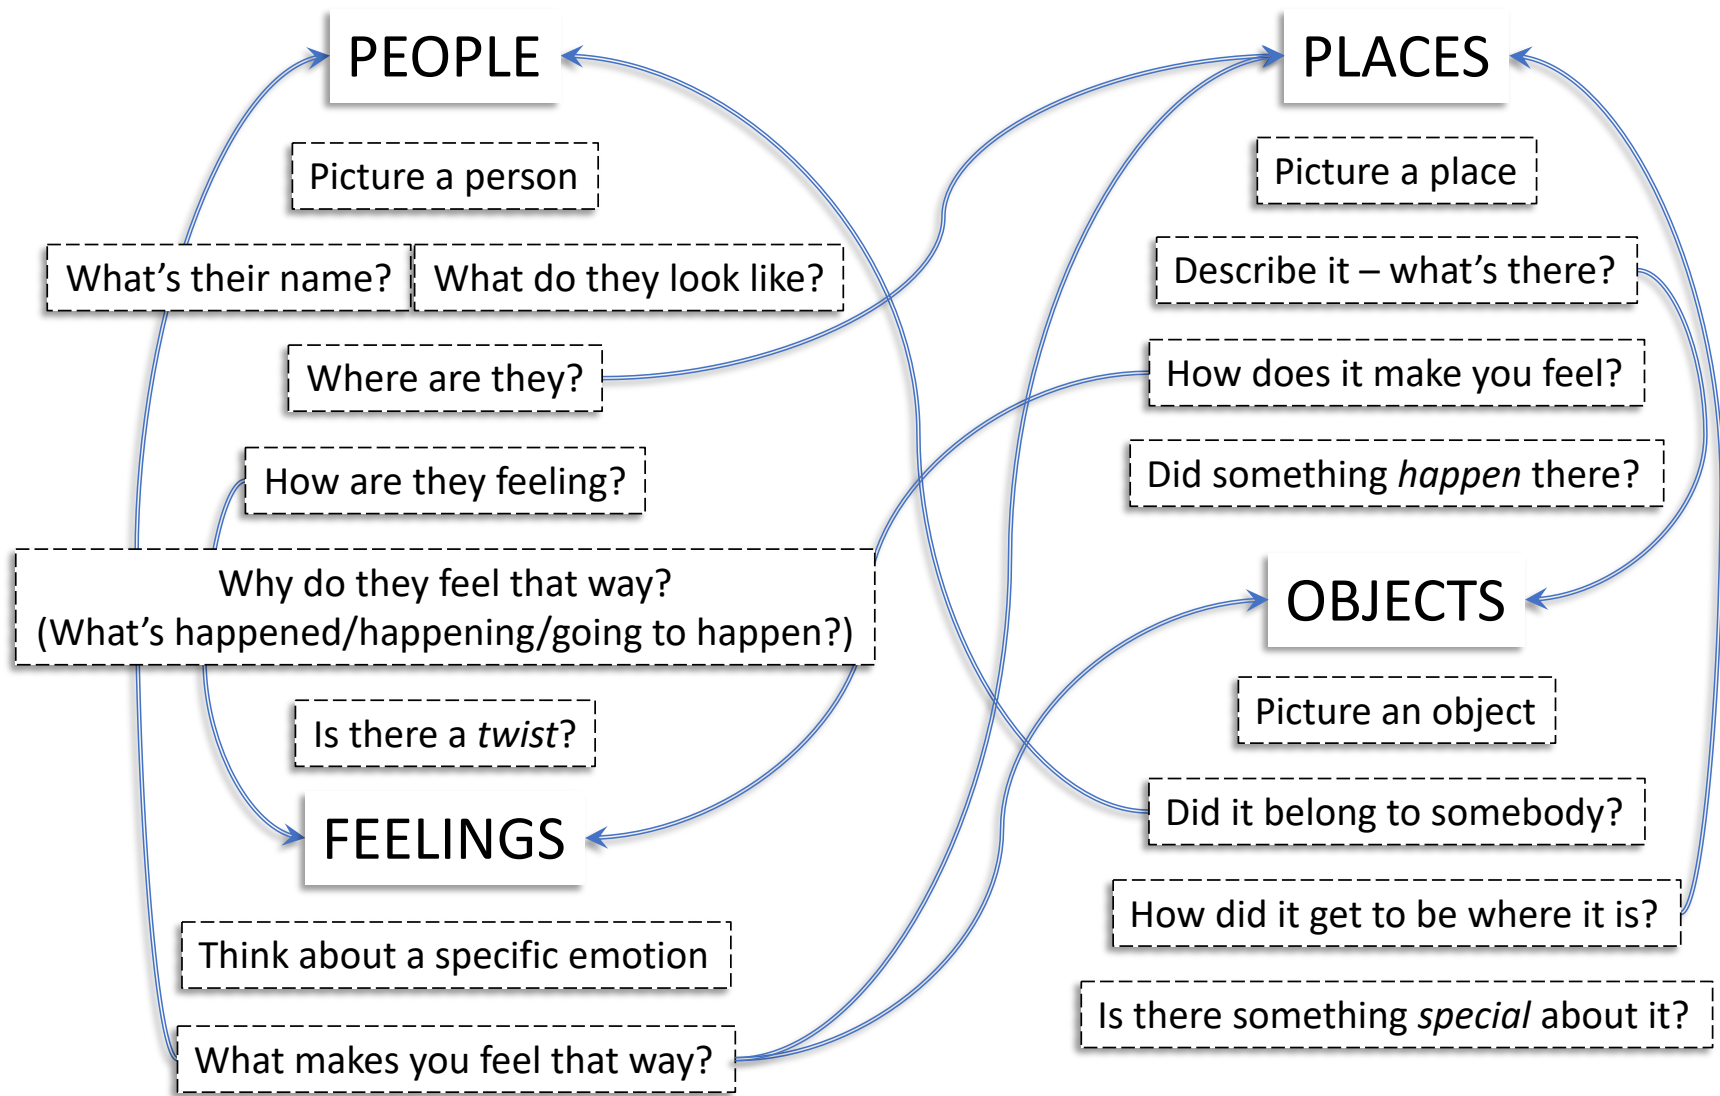 PEOPLE
Picture a person
What's their name?
What do they look like?
Where are they?
How are they feeling?
Why do they feel that way?
(What's happened/happening/going to happen?)
Is there a twist?
FEELINGS
Think about a specific emotion
What makes you feel that way?
PLACES
Picture a place
Describe it – what's there?
How does it make you feel?
Did something happen there?
OBJECTS
Picture an object
Did it belong to somebody?
How did it get to be where it is?
Is there something special about it?